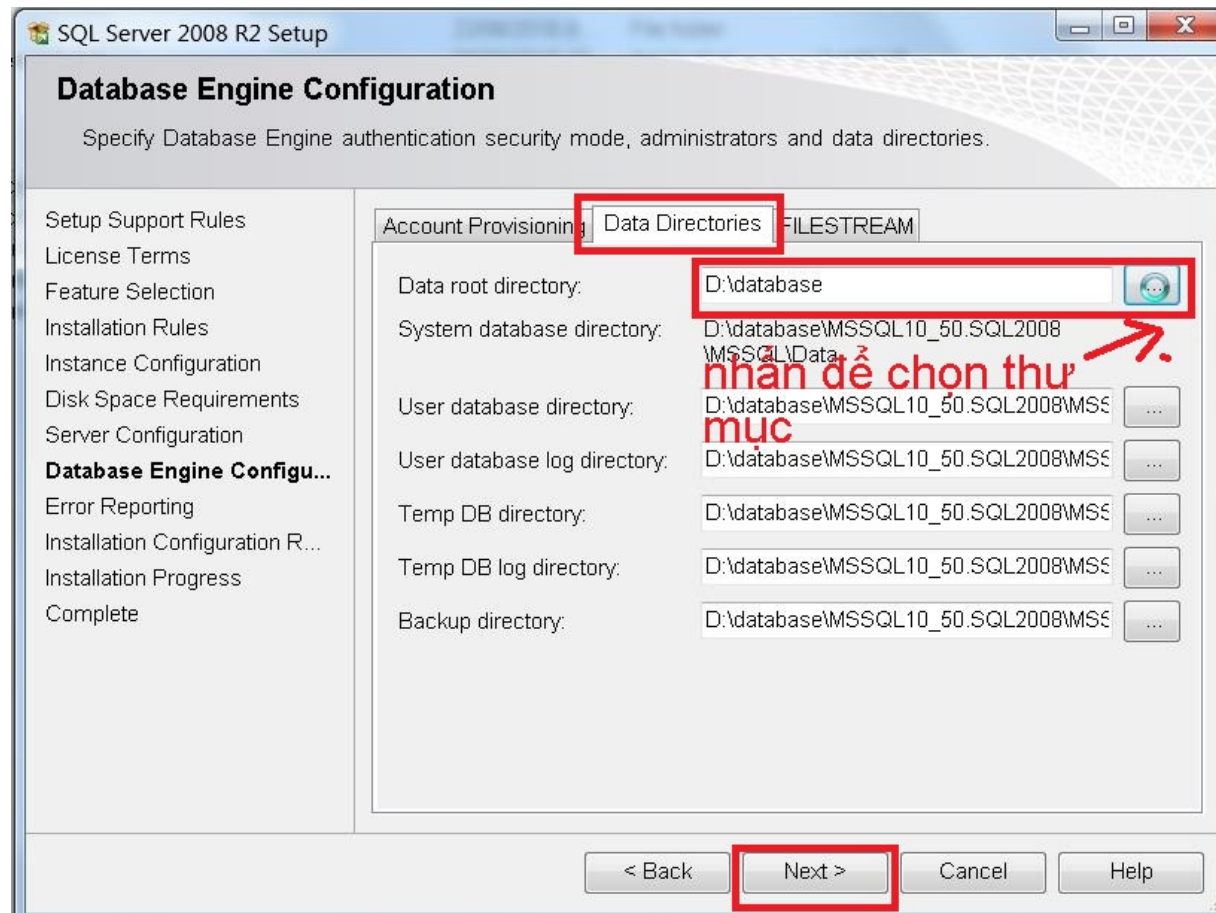 SQL Server 2008 R2 Setup
Database Engine Configuration
Specify Database Engine authentication security mode, administrators and data directories.
Setup Support Rules
License Terms
Feature Selection
Installation Rules
Instance Configuration
Disk Space Requirements
Server Configuration
Database Engine Configu...
Error Reporting
Installation Configuration R...
Installation Progress
Complete
Account Provisioning
Data Directories
FILESTREAM
Data root directory:
D:\database
...
System database directory:
D:\database\MSSQL10_50.SQL2008
\MSSQL\Data
nhấn để chọn thư
mục
User database directory:
D:\database\MSSQL10_50.SQL2008\MSS
...
User database log directory:
D:\database\MSSQL10_50.SQL2008\MSS
...
Temp DB directory:
D:\database\MSSQL10_50.SQL2008\MSS
...
Temp DB log directory:
D:\database\MSSQL10_50.SQL2008\MSS
...
Backup directory:
D:\database\MSSQL10_50.SQL2008\MSS
...
< Back
Next >
Cancel
Help